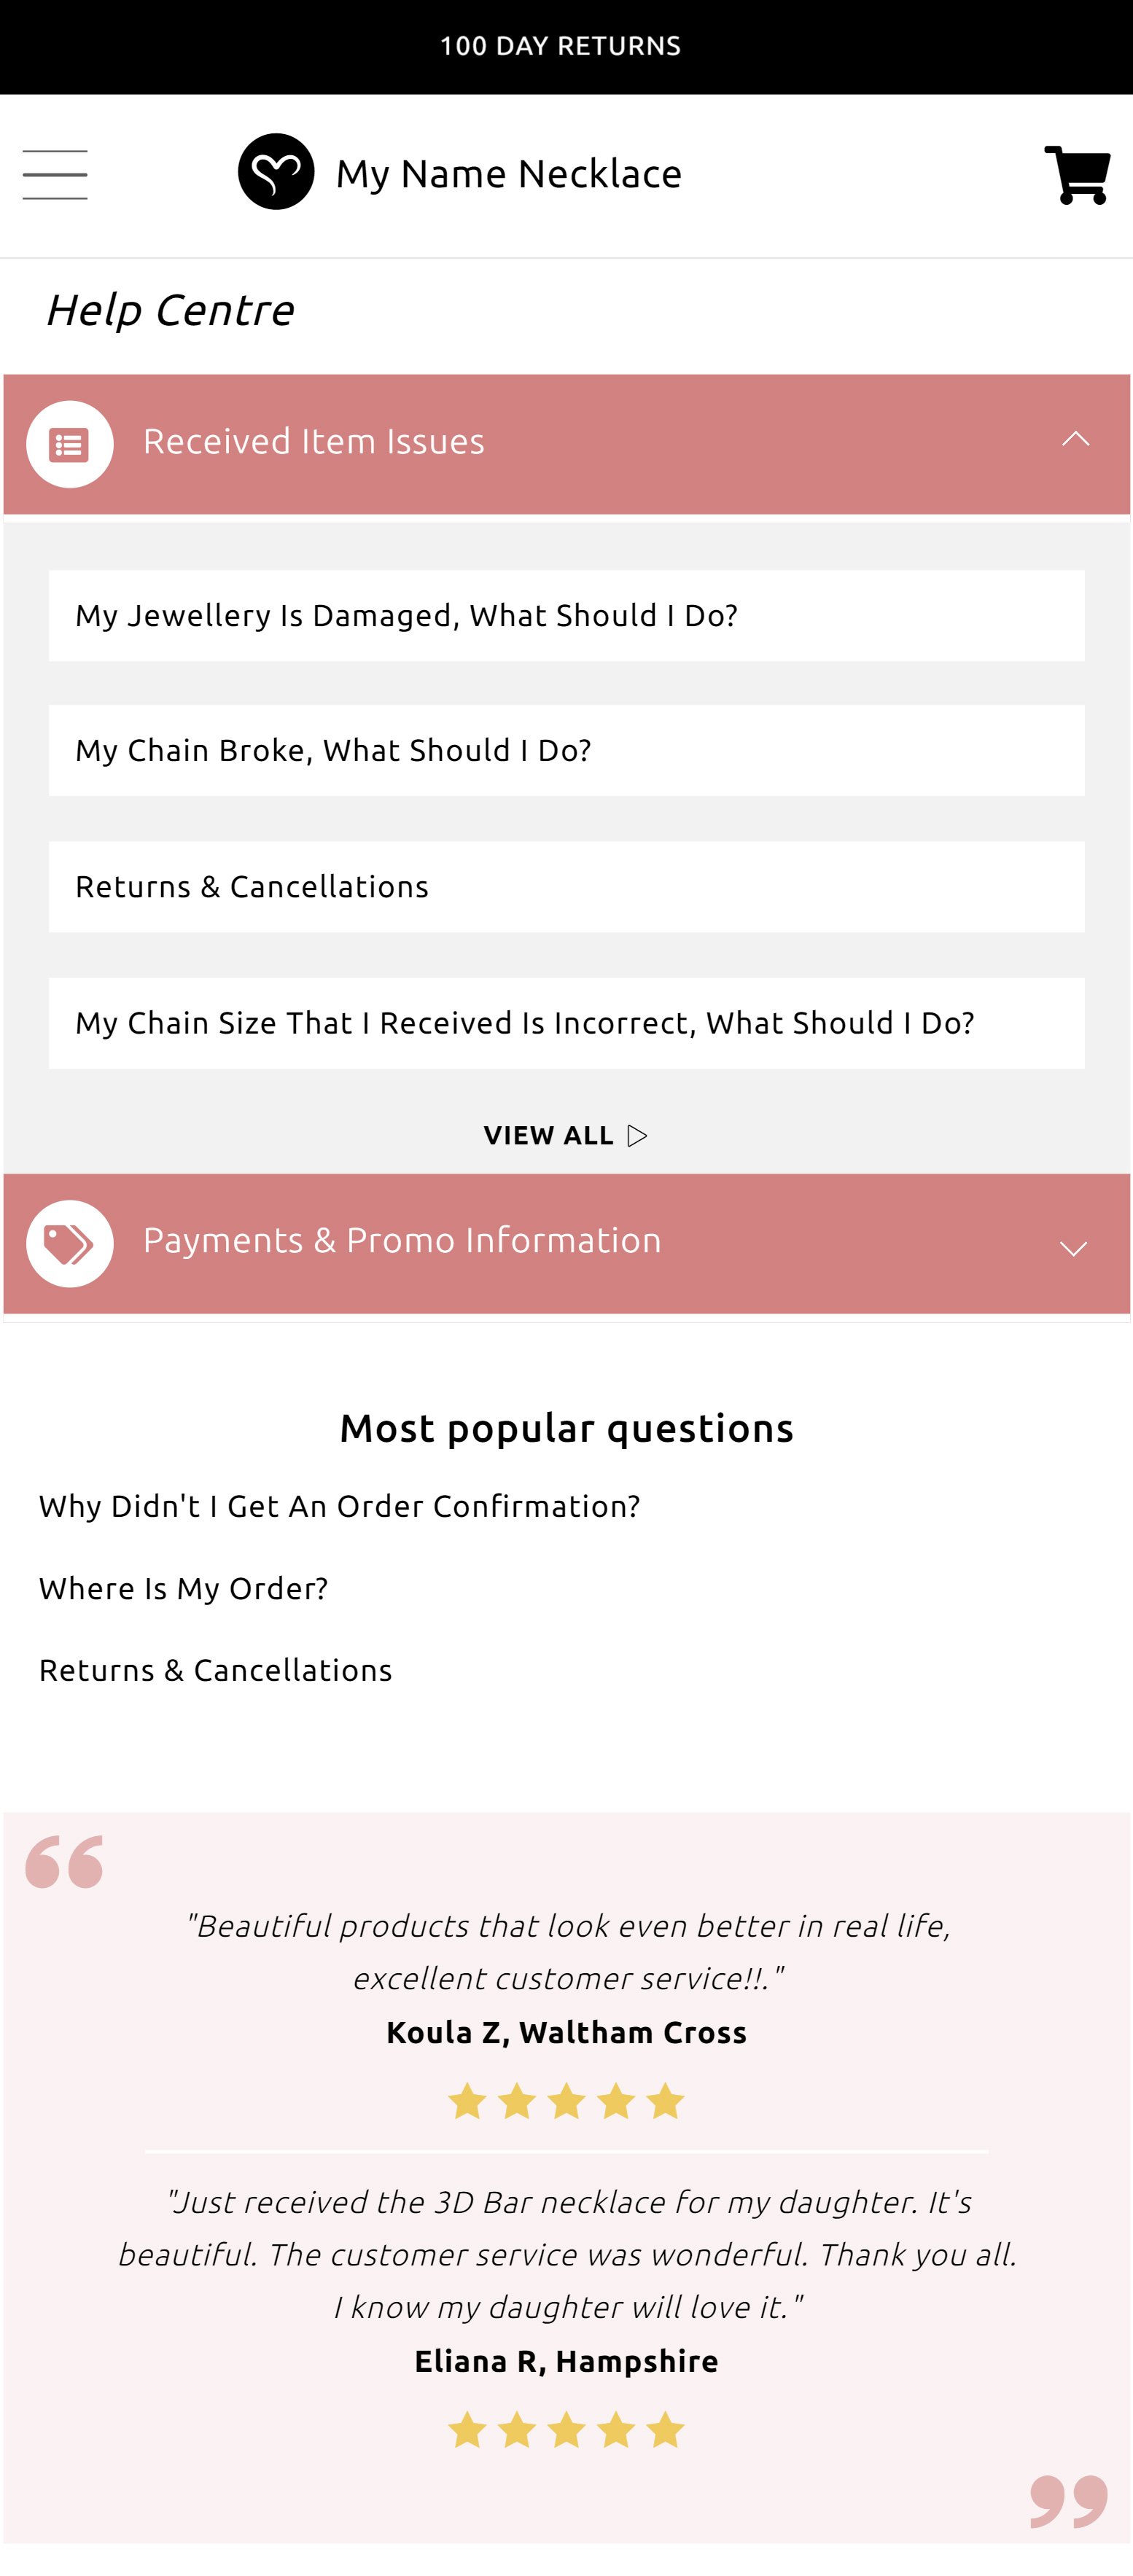 100 DAY RETURNS
My Name Necklace
Help Centre
Received Item Issues
My Jewellery Is Damaged, What Should I Do?
My Chain Broke, What Should I Do?
Returns & Cancellations
My Chain Size That I Received Is Incorrect, What Should I Do?
VIEW ALL
Payments & Promo Information
Most popular questions
Why Didn't I Get An Order Confirmation?
Where Is My Order?
Returns & Cancellations
"Beautiful products that look even better in real life,
excellent customer service!!."
Koula Z, Waltham Cross
"Just received the 3D Bar necklace for my daughter. It's
beautiful. The customer service was wonderful. Thank you all.
I know my daughter will love it."
Eliana R, Hampshire